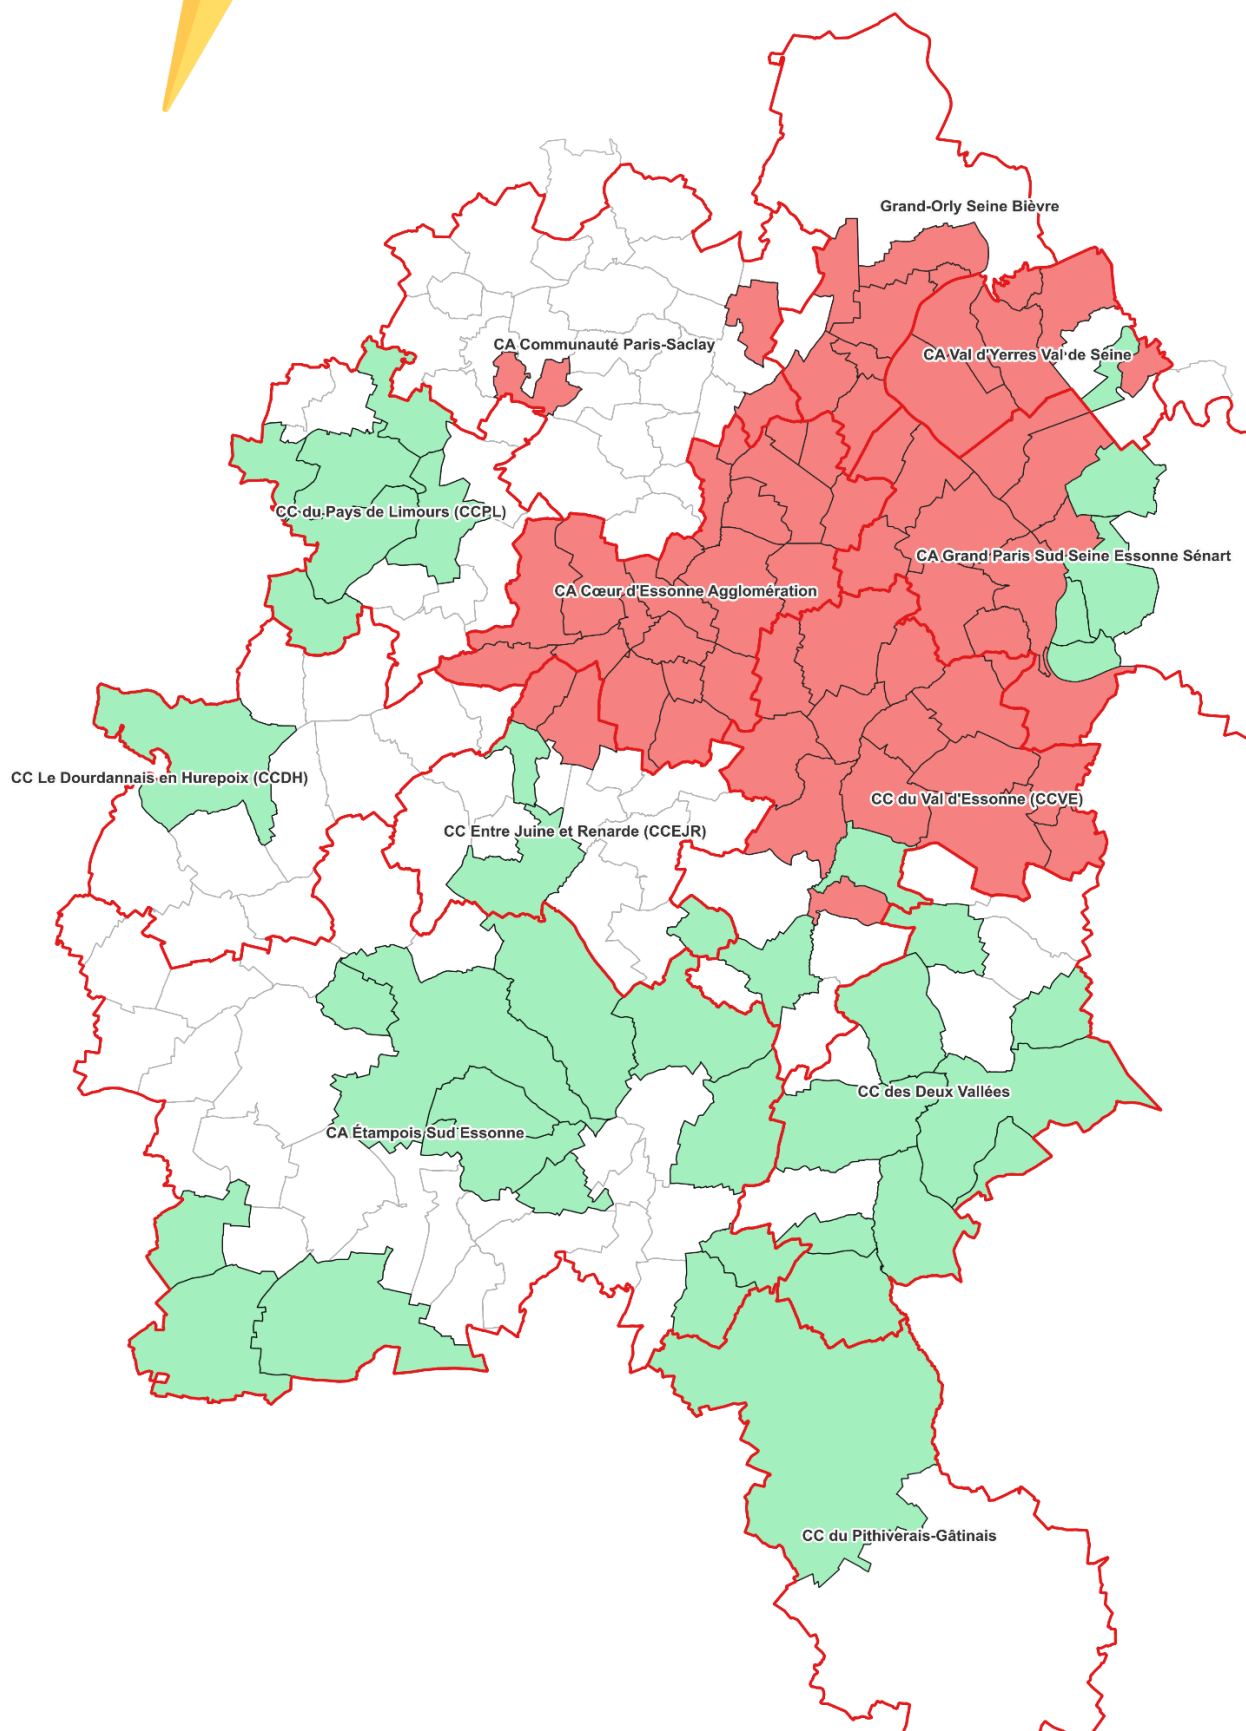 Grand-Orly Seine Bièvre
CA Communauté Paris-Saclay
CA Val d'Yerres Val de Seine
CC du Pays de Limours (CCPL)
CA Grand Paris Sud Seine Essonne Sénart
CA Cœur d'Essonne Agglomération
CC Le Dourdannais en Hurepoix (CCDH)
CC du Val d'Essonne (CCVE)
CC Entre Juine et Renarde (CCEJR)
CC des Deux Vallées
CA Étampois Sud Essonne
CC du Pithiverais-Gâtinais